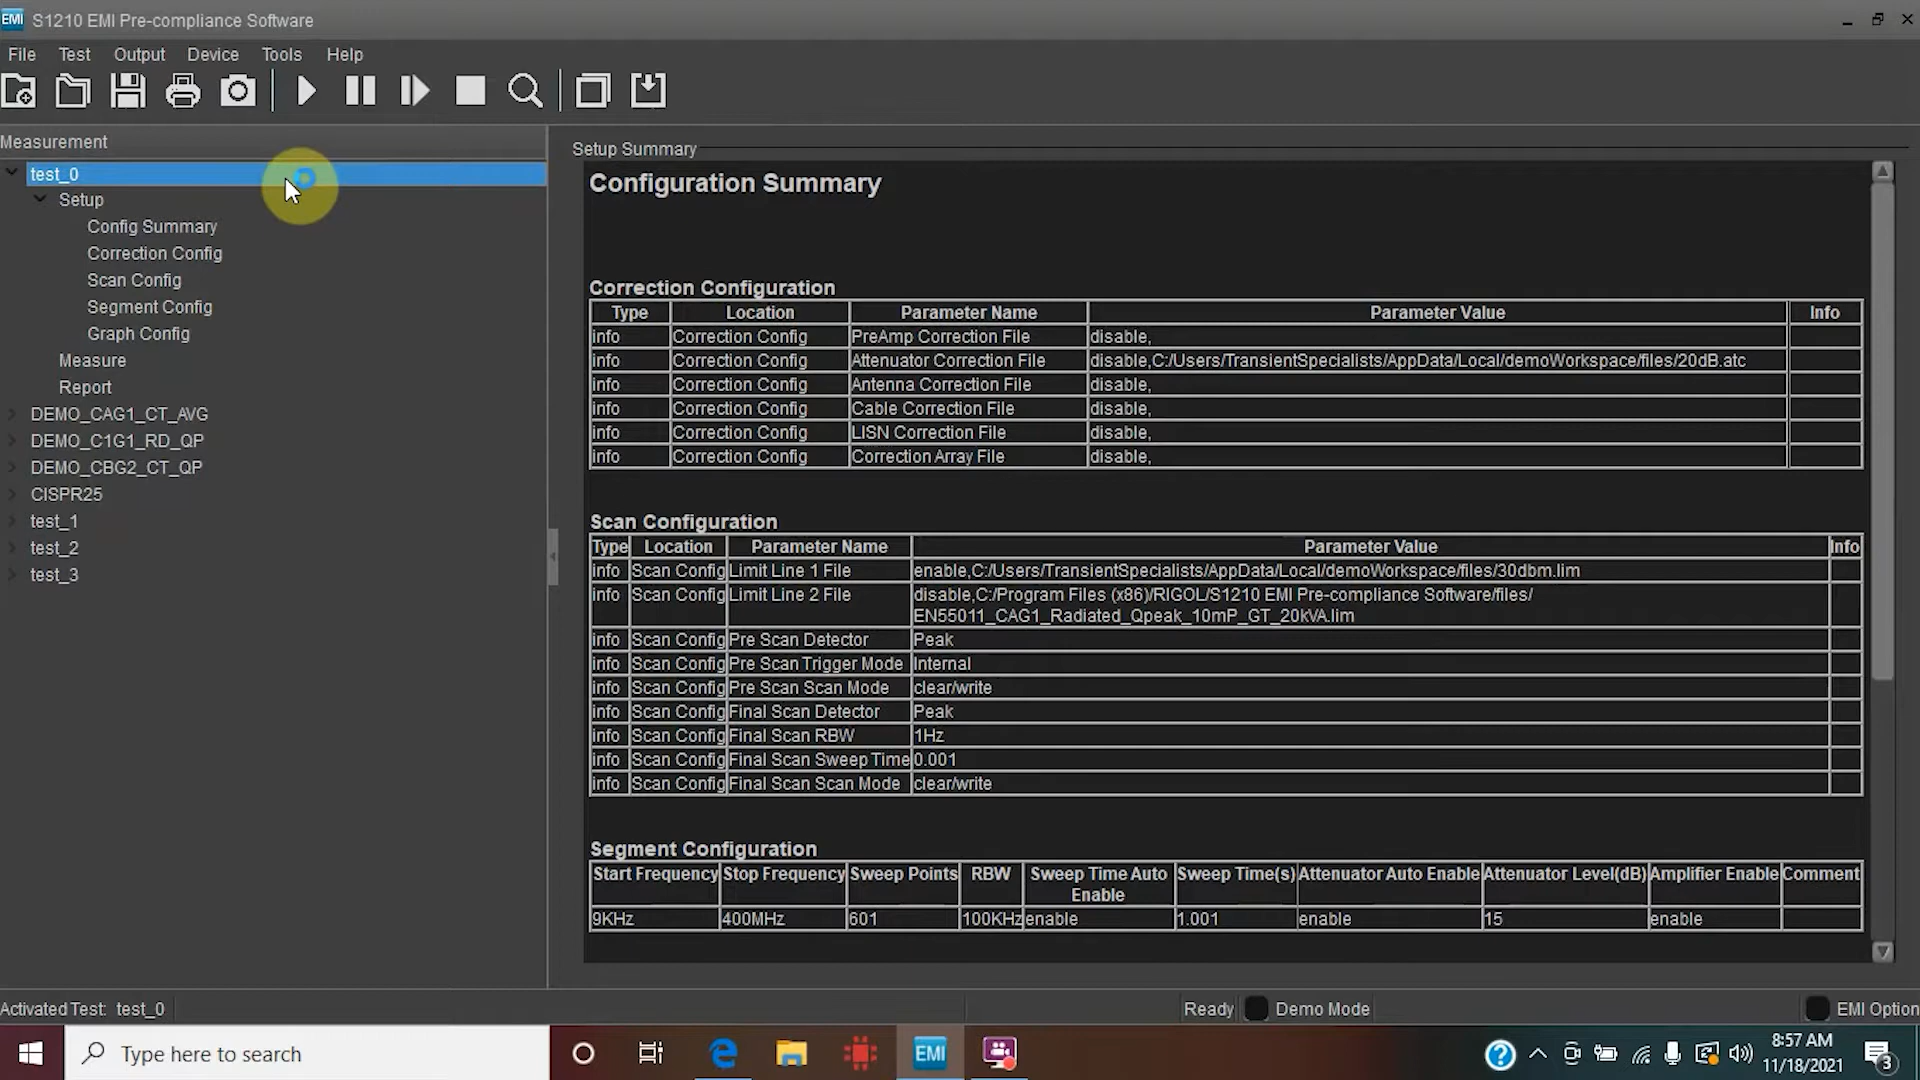 EMI S1210 EMI Pre-compliance Software
File Test Output Device Tools Help
Measurement
test_0
Setup
Config Summary
Correction Config
Scan Config
Segment Config
Graph Config
Measure
Report
DEMO_CAG1_CT_AVG
DEMO_C1G1_RD_QP
DEMO_CBG2_CT_QP
CISPR25
test_1
test_2
test_3
Setup Summary
Configuration Summary
Correction Configuration
Type Location Parameter Name Parameter Value Info
info Correction Config PreAmp Correction File disable,
info Correction Config Attenuator Correction File disable,C:/Users/TransientSpecialists/AppData/Local/demoWorkspace/files/20dB.atc
info Correction Config Antenna Correction File disable,
info Correction Config Cable Correction File disable,
info Correction Config LISN Correction File disable,
info Correction Config Correction Array File disable,
Scan Configuration
Type Location Parameter Name Parameter Value Info
info Scan Config Limit Line 1 File enable,C:/Users/TransientSpecialists/AppData/Local/demoWorkspace/files/30dbm.lim
info Scan Config Limit Line 2 File disable,C:/Program Files (x86)/RIGOL/S1210 EMI Pre-compliance Software/files/
EN55011_CAG1_Radiated_Qpeak_10mP_GT_20kVA.lim
info Scan Config Pre Scan Detector Peak
info Scan Config Pre Scan Trigger Mode Internal
info Scan Config Pre Scan Scan Mode clear/write
info Scan Config Final Scan Detector Peak
info Scan Config Final Scan RBW 1Hz
info Scan Config Final Scan Sweep Time 0.001
info Scan Config Final Scan Scan Mode clear/write
Segment Configuration
Start Frequency Stop Frequency Sweep Points RBW Sweep Time Auto Sweep Time(s) Attenuator Auto Enable Attenuator Level(dB) Amplifier Enable Comment
Enable
9KHz 400MHz 601 100KHz enable 1.001 enable 15 enable
Activated Test: test_0 Ready Demo Mode EMI Option
Type here to search
EMI
8:57 AM
11/18/2021
3